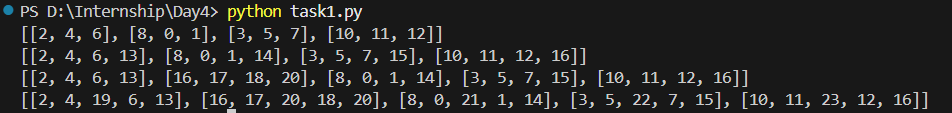 PS D:\Internship\Day4> python task1.py
[[2, 4, 6], [8, 0, 1], [3, 5, 7], [10, 11, 12]]
[[2, 4, 6, 13], [8, 0, 1, 14], [3, 5, 7, 15], [10, 11, 12, 16]]
[[2, 4, 6, 13], [16, 17, 18, 20], [8, 0, 1, 14], [3, 5, 7, 15], [10, 11, 12, 16]]
[[2, 4, 19, 6, 13], [16, 17, 20, 18, 20], [8, 0, 21, 1, 14], [3, 5, 22, 7, 15], [10, 11, 23, 12, 16]]